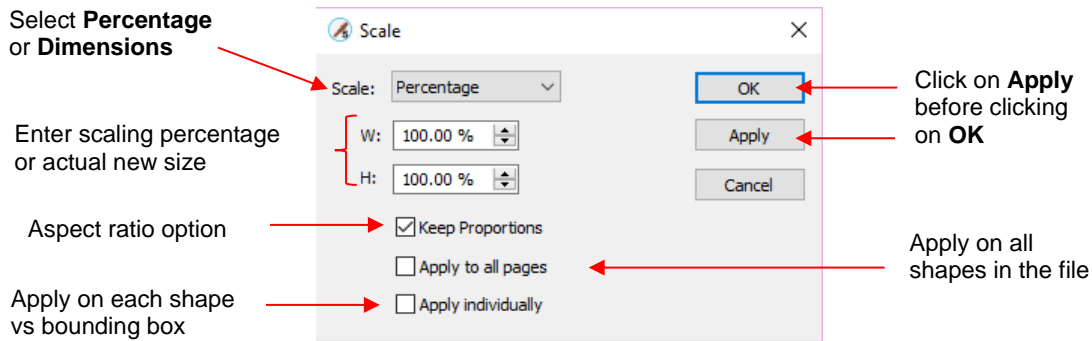 Select Percentage
or Dimensions
Enter scaling percentage
or actual new size
Aspect ratio option
Apply on each shape
vs bounding box
Scale
Scale: Percentage
W: 100.00 %
H: 100.00 %
Keep Proportions
Apply to all pages
Apply individually
OK
Apply
Cancel
Click on Apply
before clicking
on OK
Apply on all
shapes in the file